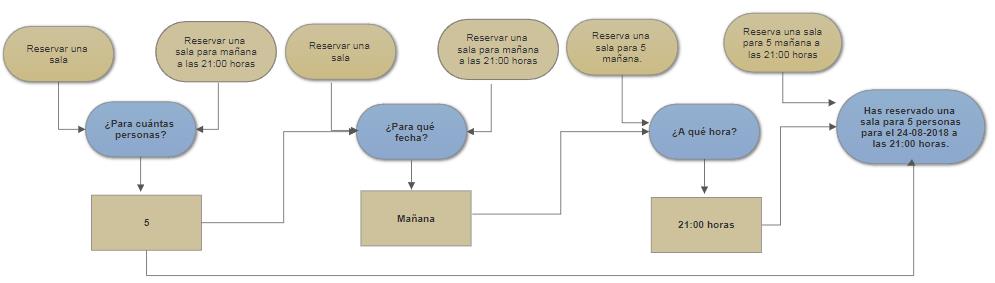 Reservar una
sala
Reservar una
sala para mañana
a las 21:00 horas
Reservar una
sala
Reservar una
sala para mañana
a las 21:00 horas
Reserva una
sala para 5
mañana.
Reserva una sala
para 5 mañana a
las 21:00 horas
¿Para cuántas
personas?
¿Para qué
fecha?
¿A qué hora?
Has reservado una
sala para 5 personas
para el 24-08-2018 a
las 21:00 horas.
5
Mañana
21:00 horas